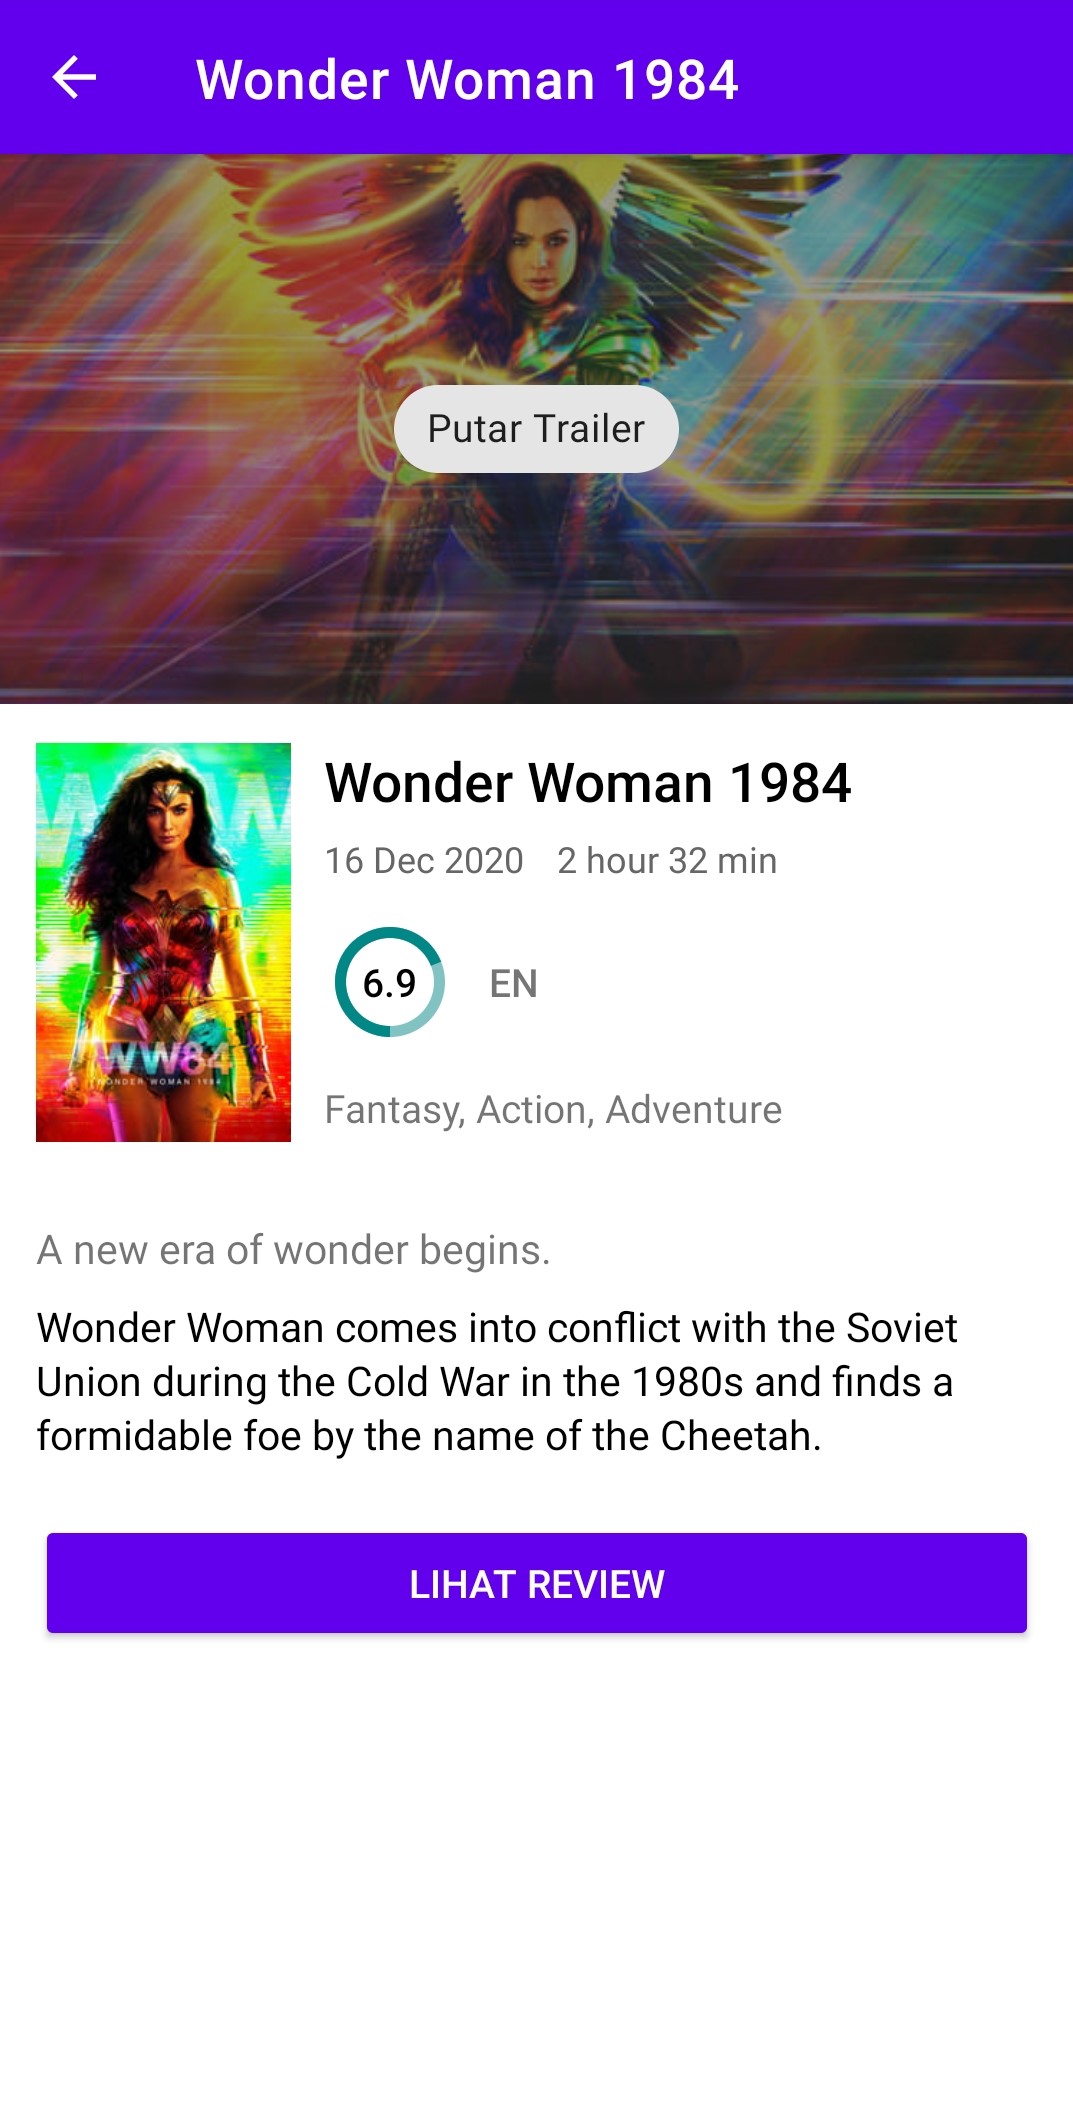 Wonder Woman 1984
Putar Trailer
Wonder Woman 1984
16 Dec 2020 2 hour 32 min
6.9 EN
Fantasy, Action, Adventure
WW84
WONDER WOMAN 1984
A new era of wonder begins.
Wonder Woman comes into conflict with the Soviet
Union during the Cold War in the 1980s and finds a
formidable foe by the name of the Cheetah.
LIHAT REVIEW